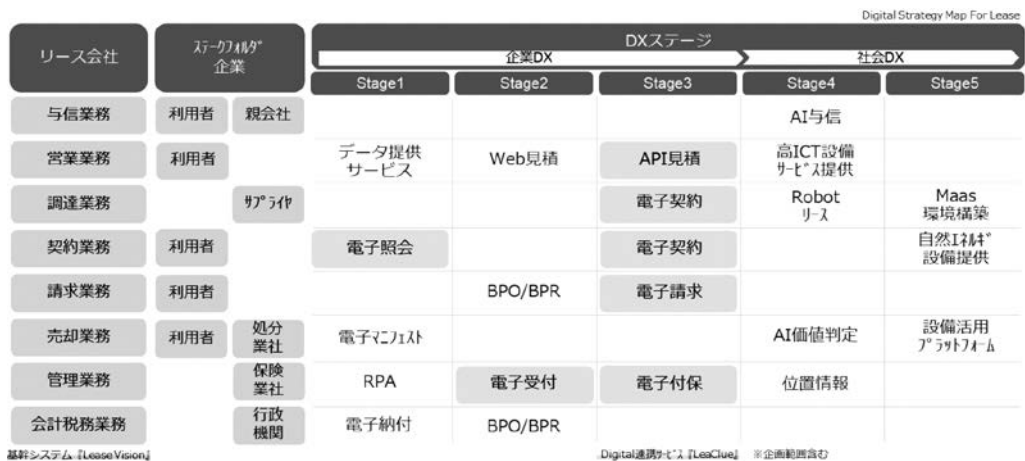 Digital Strategy Map For Lease
リース会社
ｽﾃｰｸﾌｫﾙﾀﾞｰ
企業
DXステージ
企業DX
社会DX
Stage1
Stage2
Stage3
Stage4
Stage5
与信業務
利用者
親会社
AI与信
営業業務
利用者
データ提供
サービス
Web見積
API見積
高ICT設備
ｻｰﾋﾞｽ提供
調達業務
ｻﾌﾟﾗｲﾔ
電子契約
Robot
ﾘｰｽ
Maas
環境構築
契約業務
利用者
電子照会
電子契約
自然ｴﾈﾙｷﾞ
設備提供
請求業務
利用者
BPO/BPR
電子請求
売却業務
利用者
処分
業社
電子ﾏﾆﾌｪｽﾄ
AI価値判定
設備活用
ﾌﾟﾗｯﾄﾌｫｰﾑ
管理業務
保険
業社
RPA
電子受付
電子付保
位置情報
会計税務業務
行政
機関
電子納付
BPO/BPR
基幹システム『Lease Vision』
Digital連携ｻｰﾋﾞｽ『LeaClue』 ※企画範囲含む